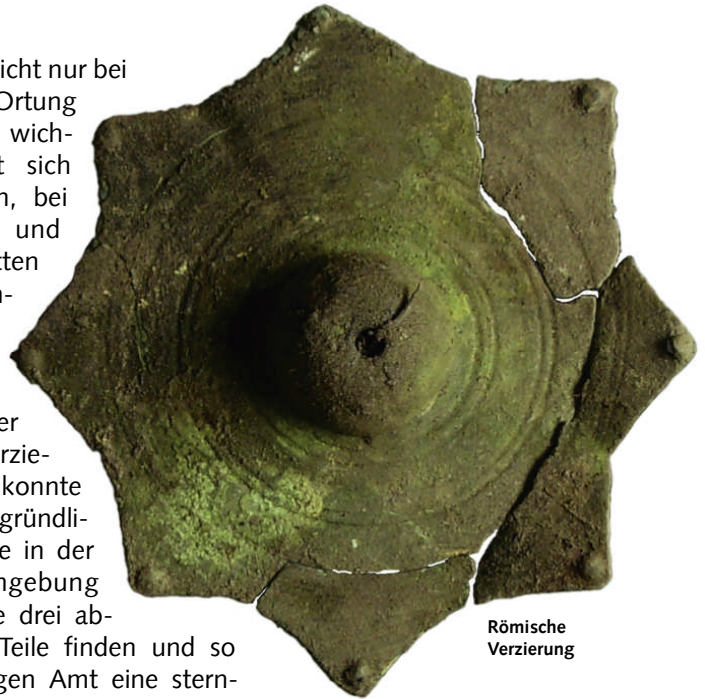 icht nur bei
Ortung
wich-
t sich
n, bei
und
tten
n-
er
rzie-
konnte
gründli-
e in der
ngebung
e drei ab-
Teile finden und so
gen Amt eine stern-
Römische
Verzierung